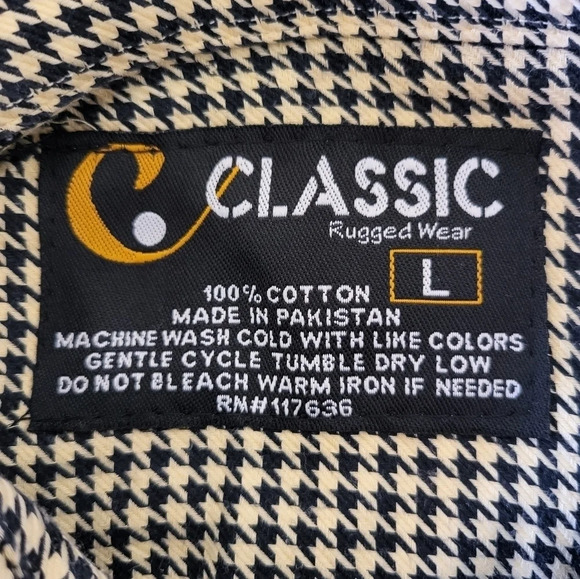 CLASSIC
Rugged Wear
L
100% COTTON
MADE IN PAKISTAN
MACHINE WASH COLD WITH LIKE COLORS
GENTLE CYCLE TUMBLE DRY LOW
DO NOT BLEACH WARM IRON IF NEEDED
RN#117636